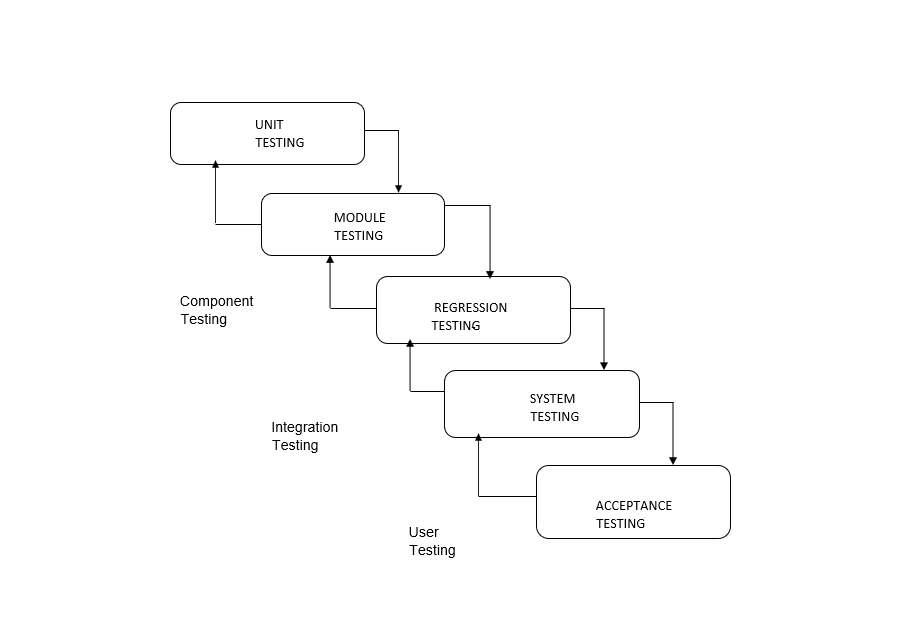 UNIT
TESTING
MODULE
TESTING
Component
Testing
REGRESSION
TESTING
SYSTEM
TESTING
Integration
Testing
ACCEPTANCE
TESTING
User
Testing